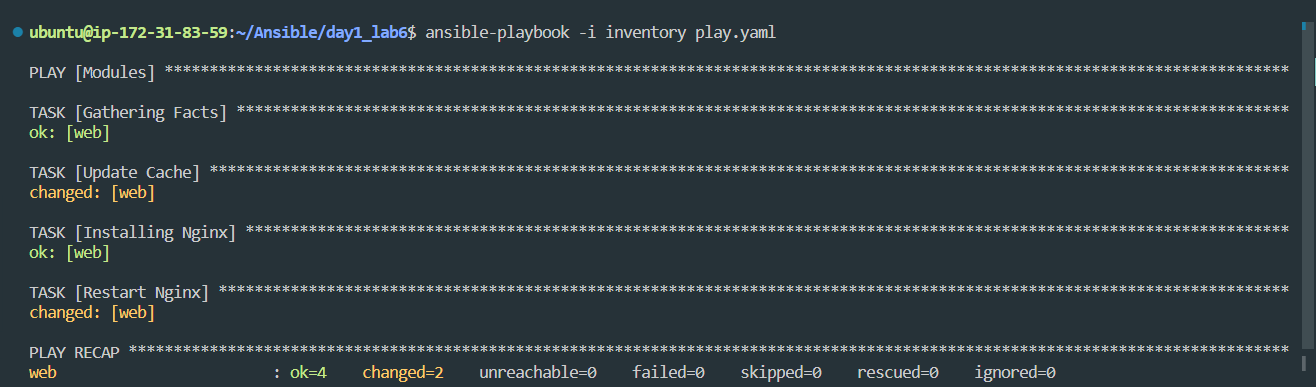 ubuntu@ip-172-31-83-59:~/Ansible/day1_lab6$ ansible-playbook -i inventory play.yaml
PLAY [Modules] *****************************************************************************************************************************
TASK [Gathering Facts] *********************************************************************************************************************
ok: [web]
TASK [Update Cache] ************************************************************************************************************************
changed: [web]
TASK [Installing Nginx] ********************************************************************************************************************
ok: [web]
TASK [Restart Nginx] ***********************************************************************************************************************
changed: [web]
PLAY RECAP *********************************************************************************************************************************
web                        : ok=4    changed=2    unreachable=0    failed=0    skipped=0    rescued=0    ignored=0